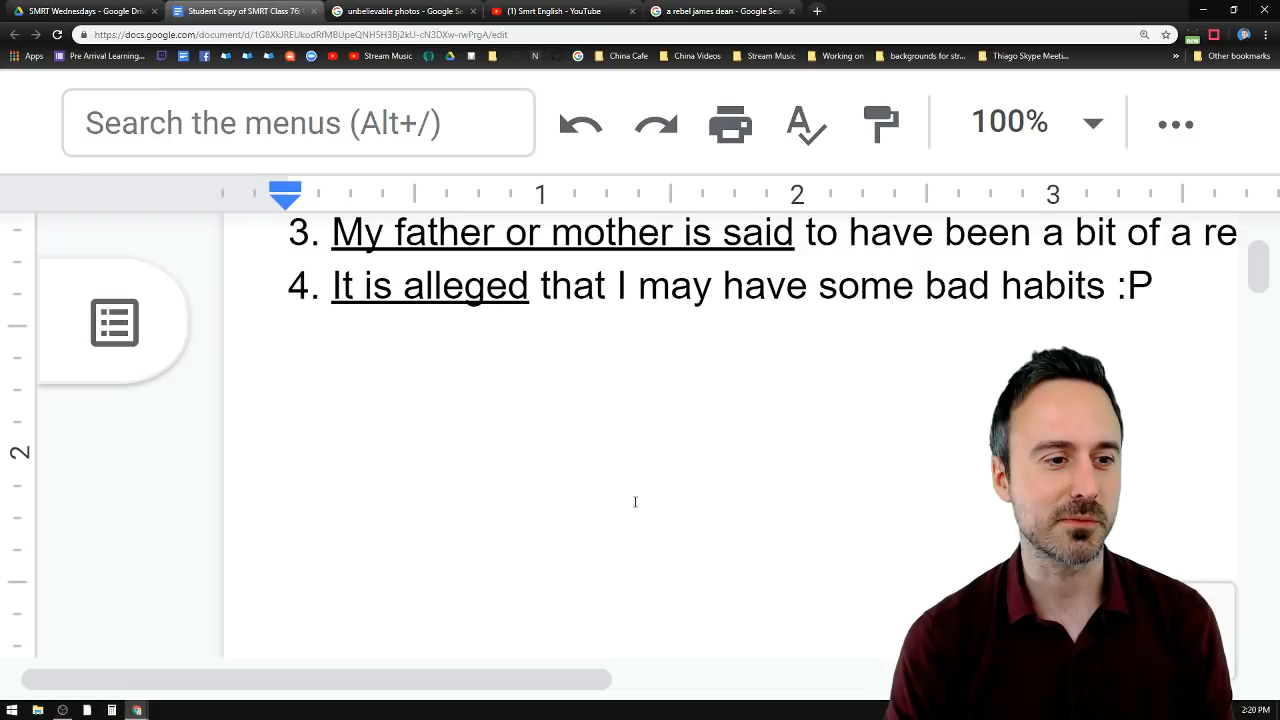 SMRT Wednesdays - Google Driv
Student Copy of SMRT Class 76:
unbelievable photos - Google Se
(1) Smrt English - YouTube
a rebel james dean - Google Sea
Apps
Pre Arrival Learning...
Stream Music
China Cafe
China Videos
Stream Music
Working on
backgrounds for str...
Thiago Skype Meeti...
»
Other bookmarks
Search the menus (Alt+/)
100%
1
2
3
3. My father or mother is said to have been a bit of a re
4. It is alleged that I may have some bad habits :P
2
2:20 PM